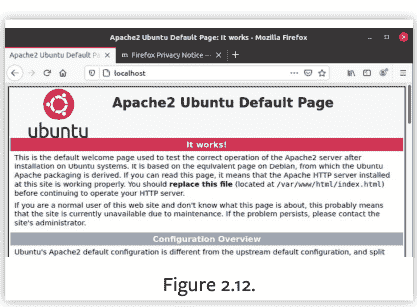 Apache2 Ubuntu Default Page: It works - Mozilla Firefox
Apache2 Ubuntu Default P
Firefox Privacy Notice —
localhost
Apache2 Ubuntu Default Page
ubuntu
It works!
This is the default welcome page used to test the correct operation of the Apache2 server after
installation on Ubuntu systems. It is based on the equivalent page on Debian, from which the Ubuntu
Apache packaging is derived. If you can read this page, it means that the Apache HTTP server installed
at this site is working properly. You should replace this file (located at /var/www/html/index.html)
before continuing to operate your HTTP server.
If you are a normal user of this web site and don't know what this page is about, this probably means
that the site is currently unavailable due to maintenance. If the problem persists, please contact the
site's administrator.
Configuration Overview
Ubuntu's Apache2 default configuration is different from the upstream default configuration, and split
Figure 2.12.